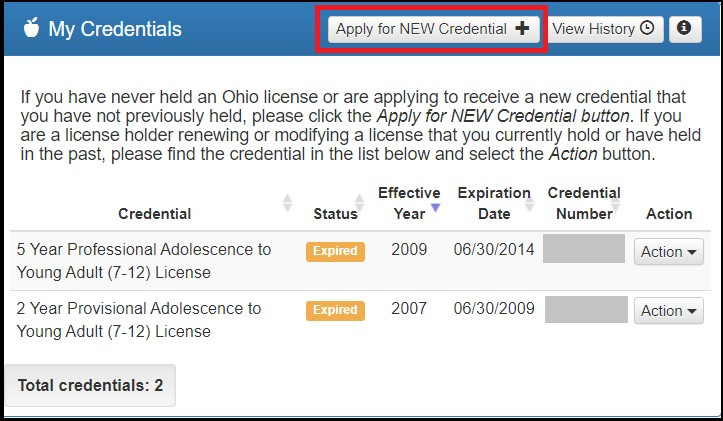 My Credentials
Apply for NEW Credential
View History
If you have never held an Ohio license or are applying to receive a new credential that
you have not previously held, please click the Apply for NEW Credential button. If you
are a license holder renewing or modifying a license that you currently hold or have held
in the past, please find the credential in the list below and select the Action button.
Credential Status Effective Year Expiration Date Credential Number Action
5 Year Professional Adolescence to Expired 2009 06/30/2014 Action
Young Adult (7-12) License
2 Year Provisional Adolescence to Expired 2007 06/30/2009 Action
Young Adult (7-12) License
Total credentials: 2